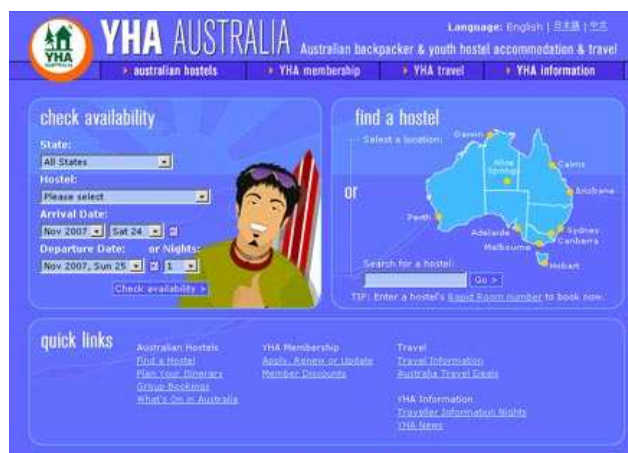 Language: English | 日本語 | 中文
YHA AUSTRALIA Australian backpacker & youth hostel accommodation & travel
YHA
AUSTRALIA
australian hostels YHA membership YHA travel YHA information
check availability
State:
All States
Hostel:
Please select
Arrival Date:
Nov 2007 Sat 24
Departure Date: or Nights:
Nov 2007, Sun 25 1
Check availability >
or
find a hostel
Select a location:
Darwin
Alice Springs
Cairns
Brisbane
Perth
Adelaide
Sydney
Melbourne
Canberra
Hobart
Search for a hostel:
Go >
TIP: Enter a hostel's Rapid Room number to book now.
quick links
Australian Hostels
Find a Hostel
Plan Your Itinerary
Group Bookings
What's On in Australia
YHA Membership
Apply, Renew or Update
Member Discounts
Travel
Travel Information
Australia Travel Deals
YHA Information
Traveller Information Nights
YHA News